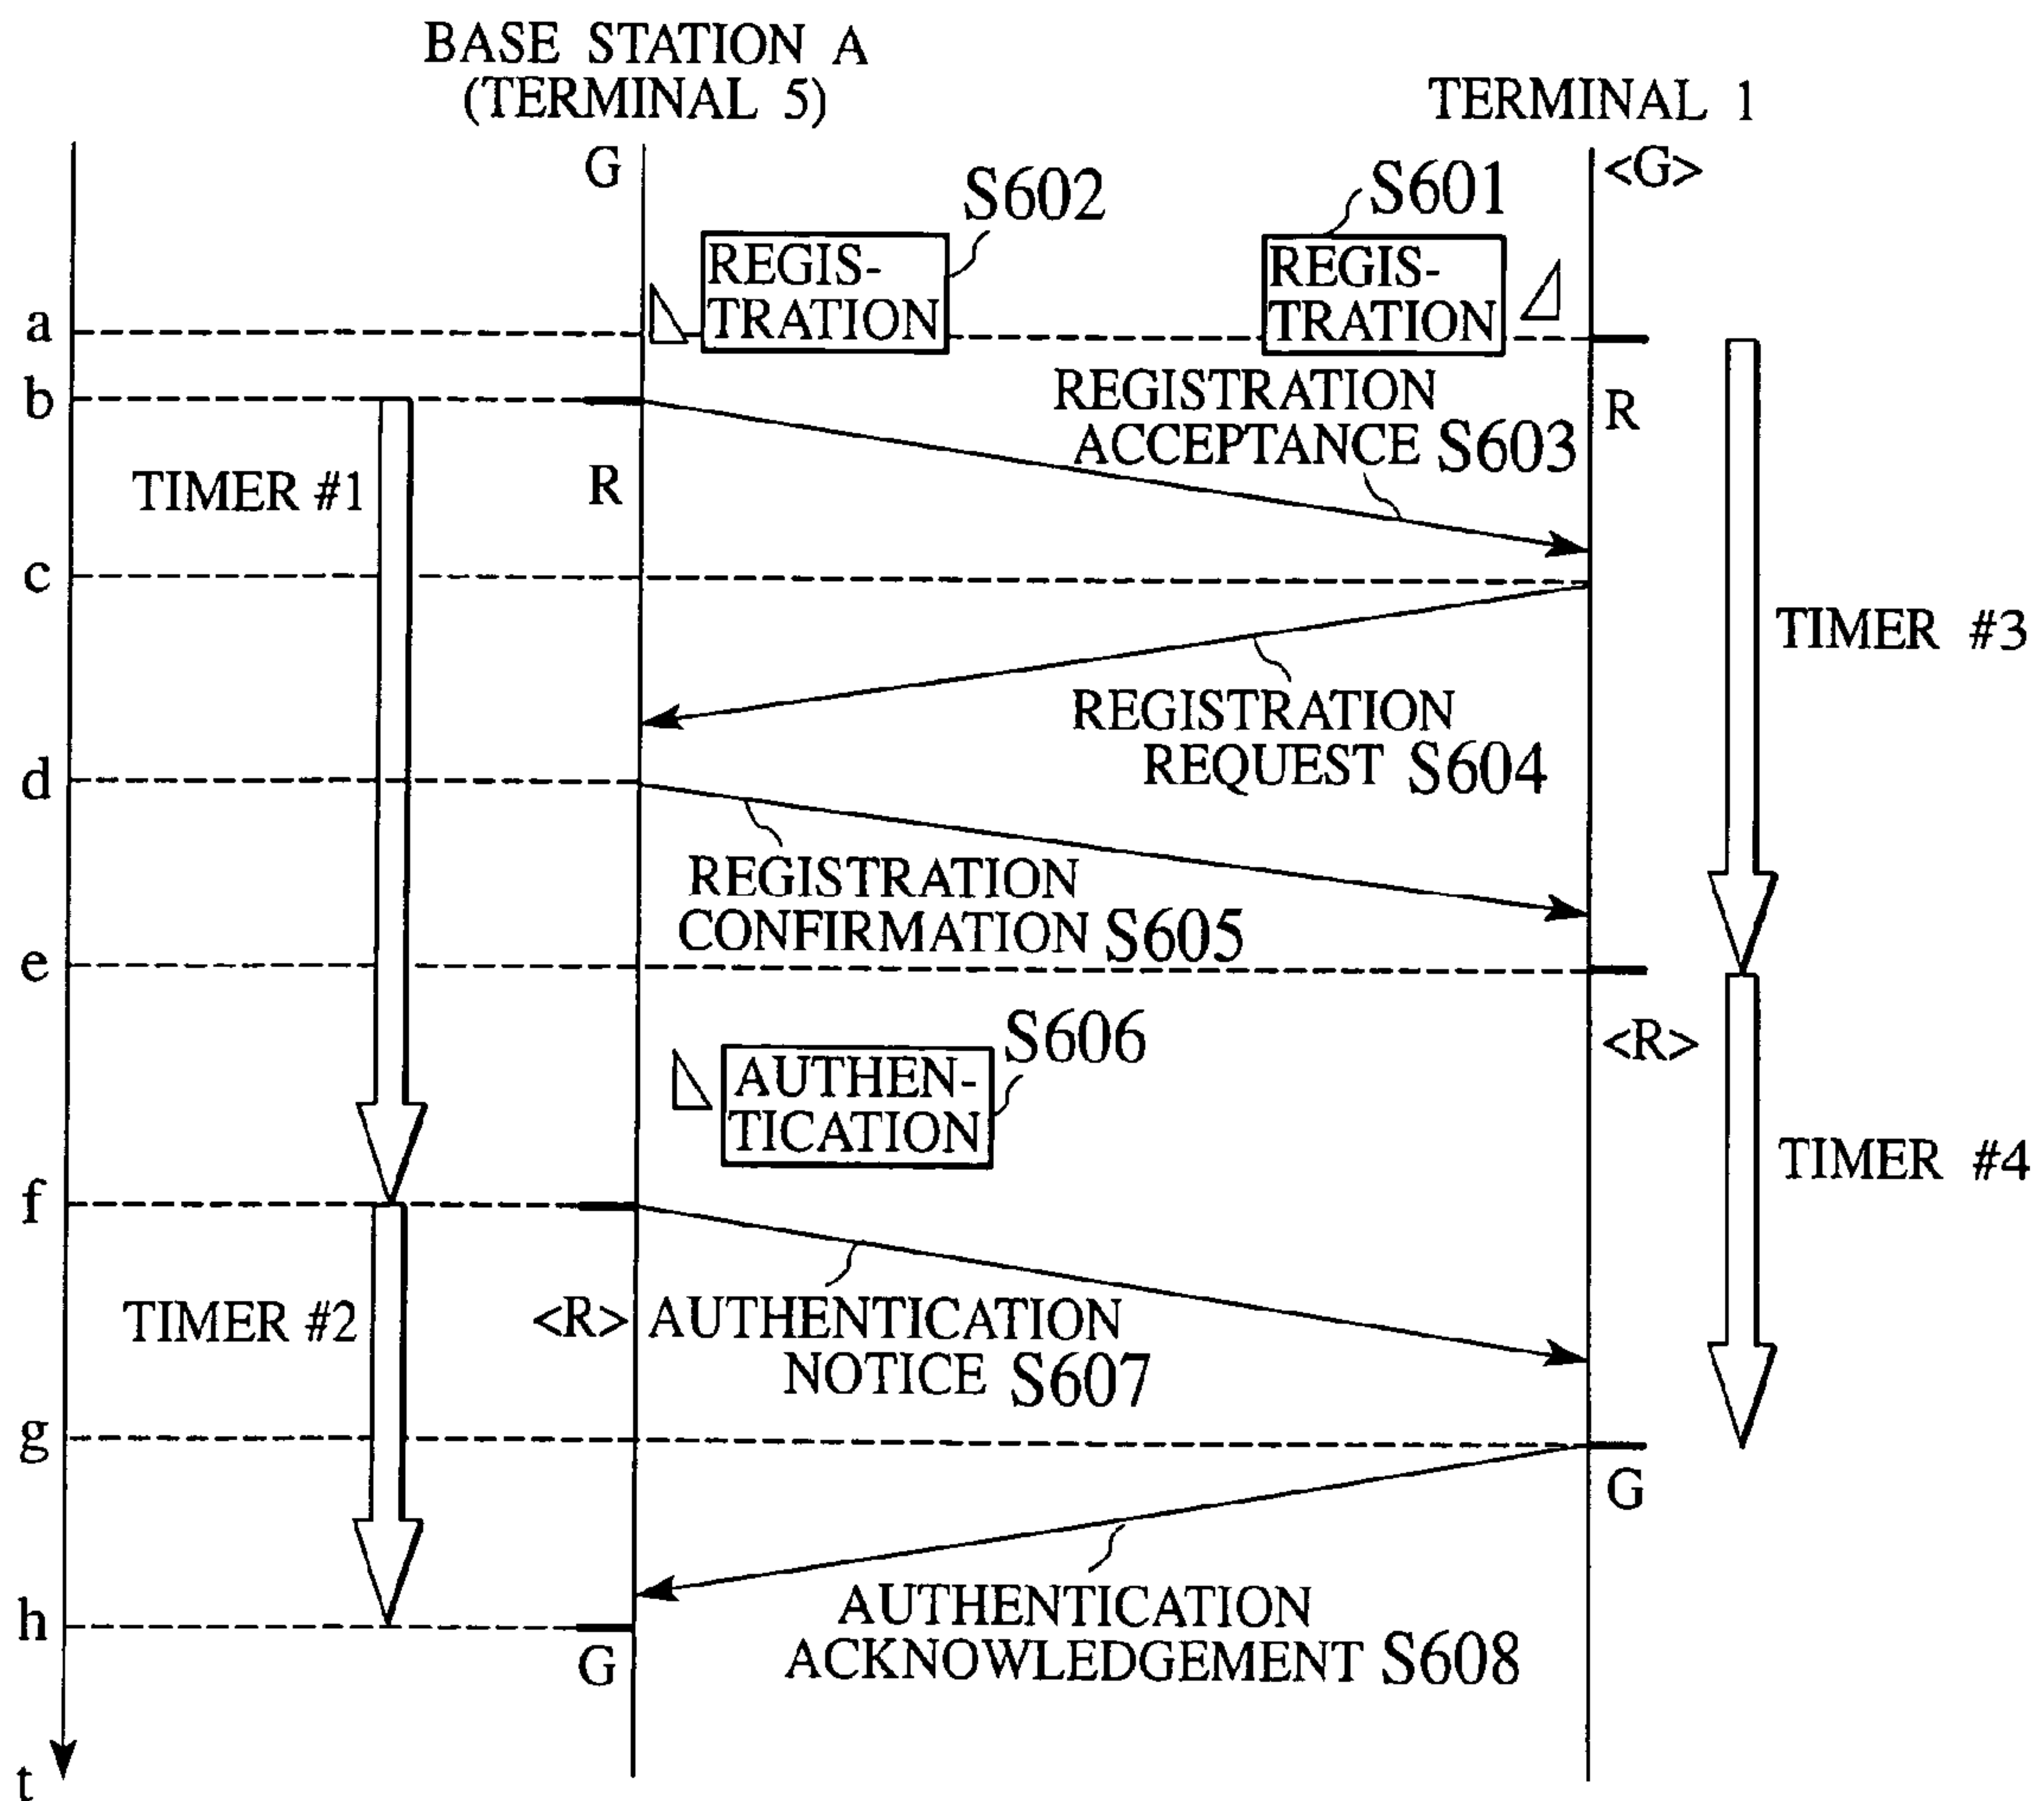 BASE STATION A
(TERMINAL 5)
TERMINAL 1
G
<G>
S602
S601
REGIS-
TRATION
REGIS-
TRATION
a
b
REGISTRATION
ACCEPTANCE S603
R
TIMER #1
R
c
TIMER #3
REGISTRATION
REQUEST S604
d
REGISTRATION
CONFIRMATION S605
e
S606
<R>
AUTHEN-
TICATION
TIMER #4
f
TIMER #2
<R>
AUTHENTICATION
NOTICE S607
g
G
AUTHENTICATION
ACKNOWLEDGEMENT S608
h
G
t